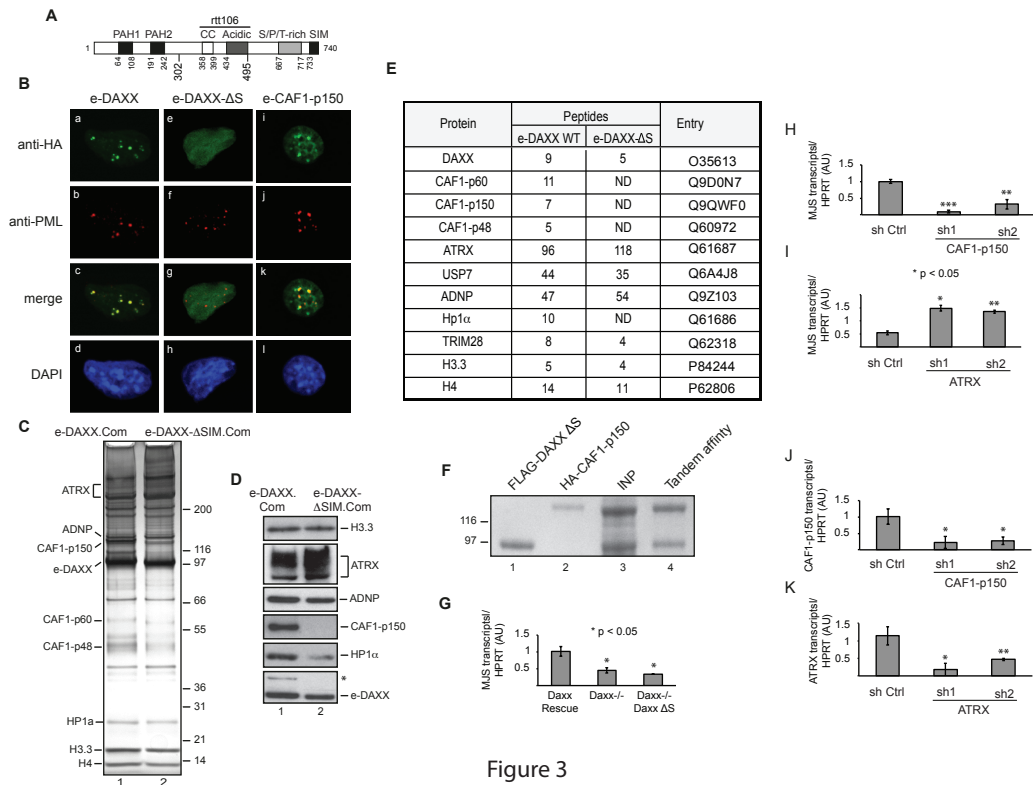 A
rtt106
PAH1 PAH2 CC Acidic S/P/T-rich SIM
1 740
64 108 191 242 302 358 399 434 495 667 717 733
B
e-DAXX e-DAXX-ΔS e-CAF1-p150
anti-HA a e i
anti-PML b f j
merge c g k
DAPI d h l
C
e-DAXX.Com e-DAXX-ΔSIM.Com
ATRX
ADNP
CAF1-p150
e-DAXX
CAF1-p60
CAF1-p48
HP1a
H3.3
H4
200
116
97
66
55
36
31
21
14
1 2
D
e-DAXX.Com e-DAXX-ΔSIM.Com
H3.3
ATRX
ADNP
CAF1-p150
HP1α
*
e-DAXX
1 2
E
Protein Peptides Entry
e-DAXX WT e-DAXX-ΔS
DAXX 9 5 O35613
CAF1-p60 11 ND Q9D0N7
CAF1-p150 7 ND Q9QWF0
CAF1-p48 5 ND Q60972
ATRX 96 118 Q61687
USP7 44 35 Q6A4J8
ADNP 47 54 Q9Z103
Hp1α 10 ND Q61686
TRIM28 8 4 Q62318
H3.3 5 4 P84244
H4 14 11 P62806
F
FLAG-DAXX ΔS
HA-CAF1-p150
INP
Tandem affinty
116
97
1 2 3 4
G
MJS transcriptsl/
HPRT (AU)
1.5
1
0.5
* p < 0.05
* *
Daxx Rescue
Daxx-/-
Daxx-/- Daxx ΔS
H
MJS transcripts/
HPRT (AU)
1.5
1
0.5
*** **
sh Ctrl sh1 sh2
CAF1-p150
I
MJS transcriptsl/
HPRT (AU)
1.5
1
0.5
* p < 0.05
* **
sh Ctrl sh1 sh2
ATRX
J
CAF1-p150 transcriptsl/
HPRT (AU)
1.5
1
0.5
* *
sh Ctrl sh1 sh2
CAF1-p150
K
ATRX transcriptsl/
HPRT (AU)
1.5
1
0.5
* **
sh Ctrl sh1 sh2
ATRX
Figure 3